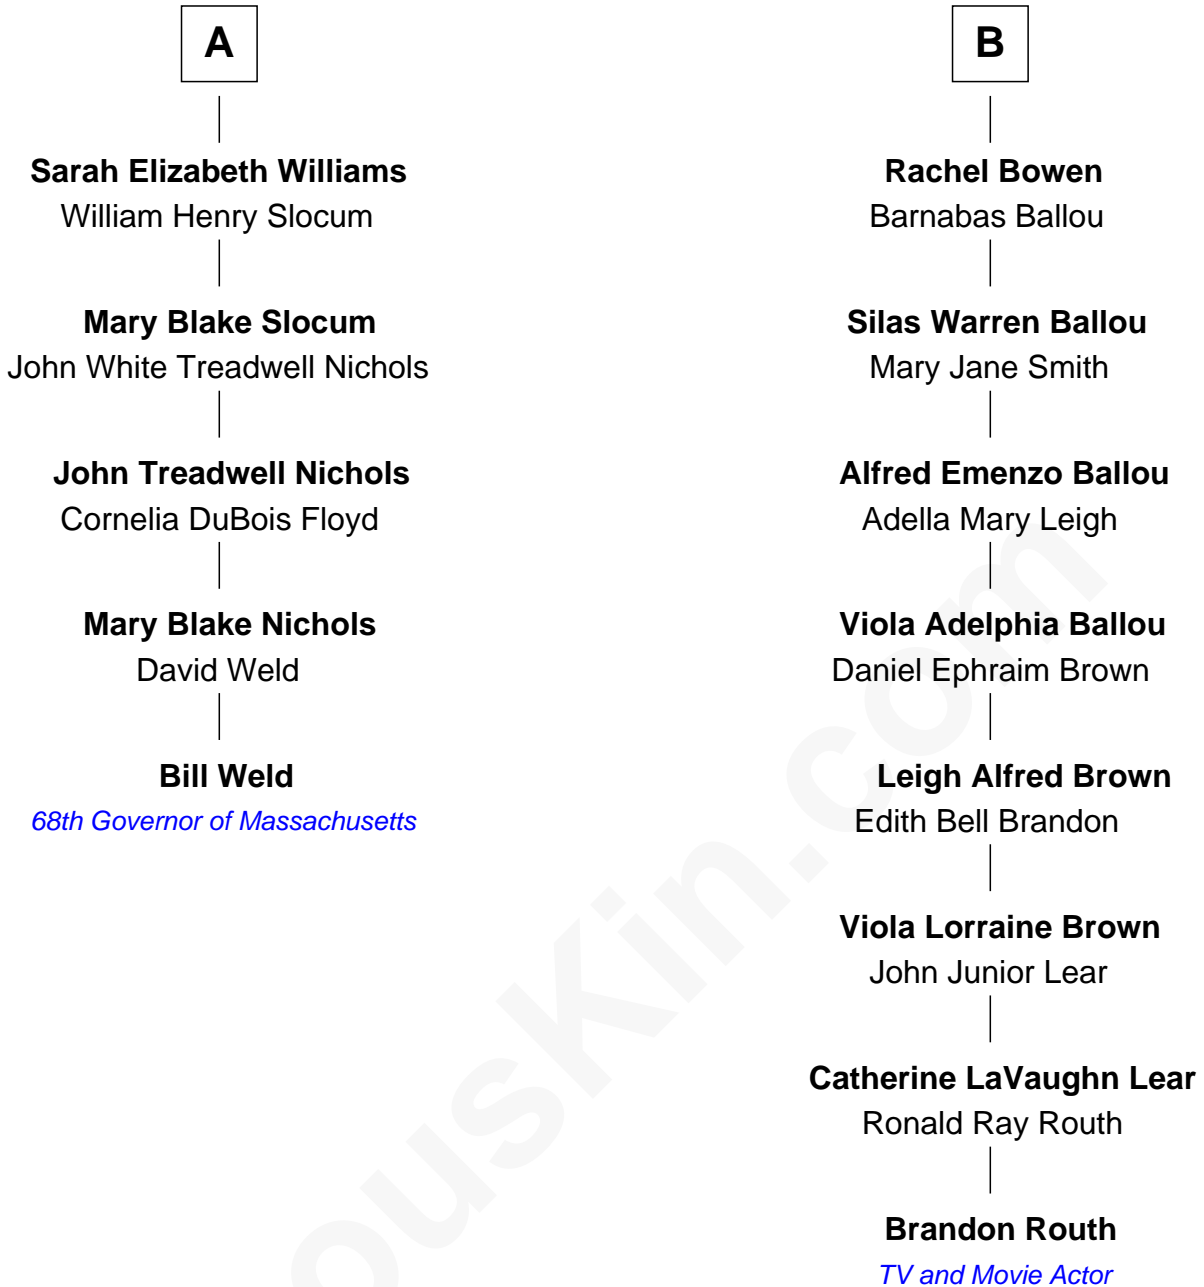 A
Sarah Elizabeth Williams
William Henry Slocum
Mary Blake Slocum
John White Treadwell Nichols
John Treadwell Nichols
Cornelia DuBois Floyd
Mary Blake Nichols
David Weld
Bill Weld
68th Governor of Massachusetts
B
Rachel Bowen
Barnabas Ballou
Silas Warren Ballou
Mary Jane Smith
Alfred Emenzo Ballou
Adella Mary Leigh
Viola Adelphia Ballou
Daniel Ephraim Brown
Leigh Alfred Brown
Edith Bell Brandon
Viola Lorraine Brown
John Junior Lear
Catherine LaVaughn Lear
Ronald Ray Routh
Brandon Routh
TV and Movie Actor
ousKin.com